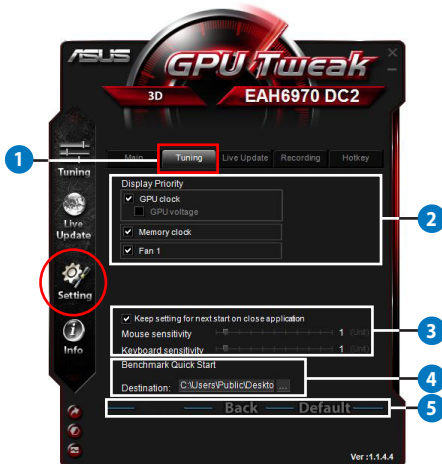 ASUS GPU Tweak
3D EAH6970 DC2
1
Main Tuning Live Update Recording Hotkey
Tuning
Display Priority
GPU clock
GPU voltage
2
Live
Update
Memory clock
Fan 1
Setting
Keep setting for next start on close application
Mouse sensitivity 1 (Unit)
3
Keyboard sensitivity 1 (Unit)
Info
Benchmark Quick Start
Destination: C:\Users\Public\Deskto ...
4
Back Default
5
Ver :1.1.4.4